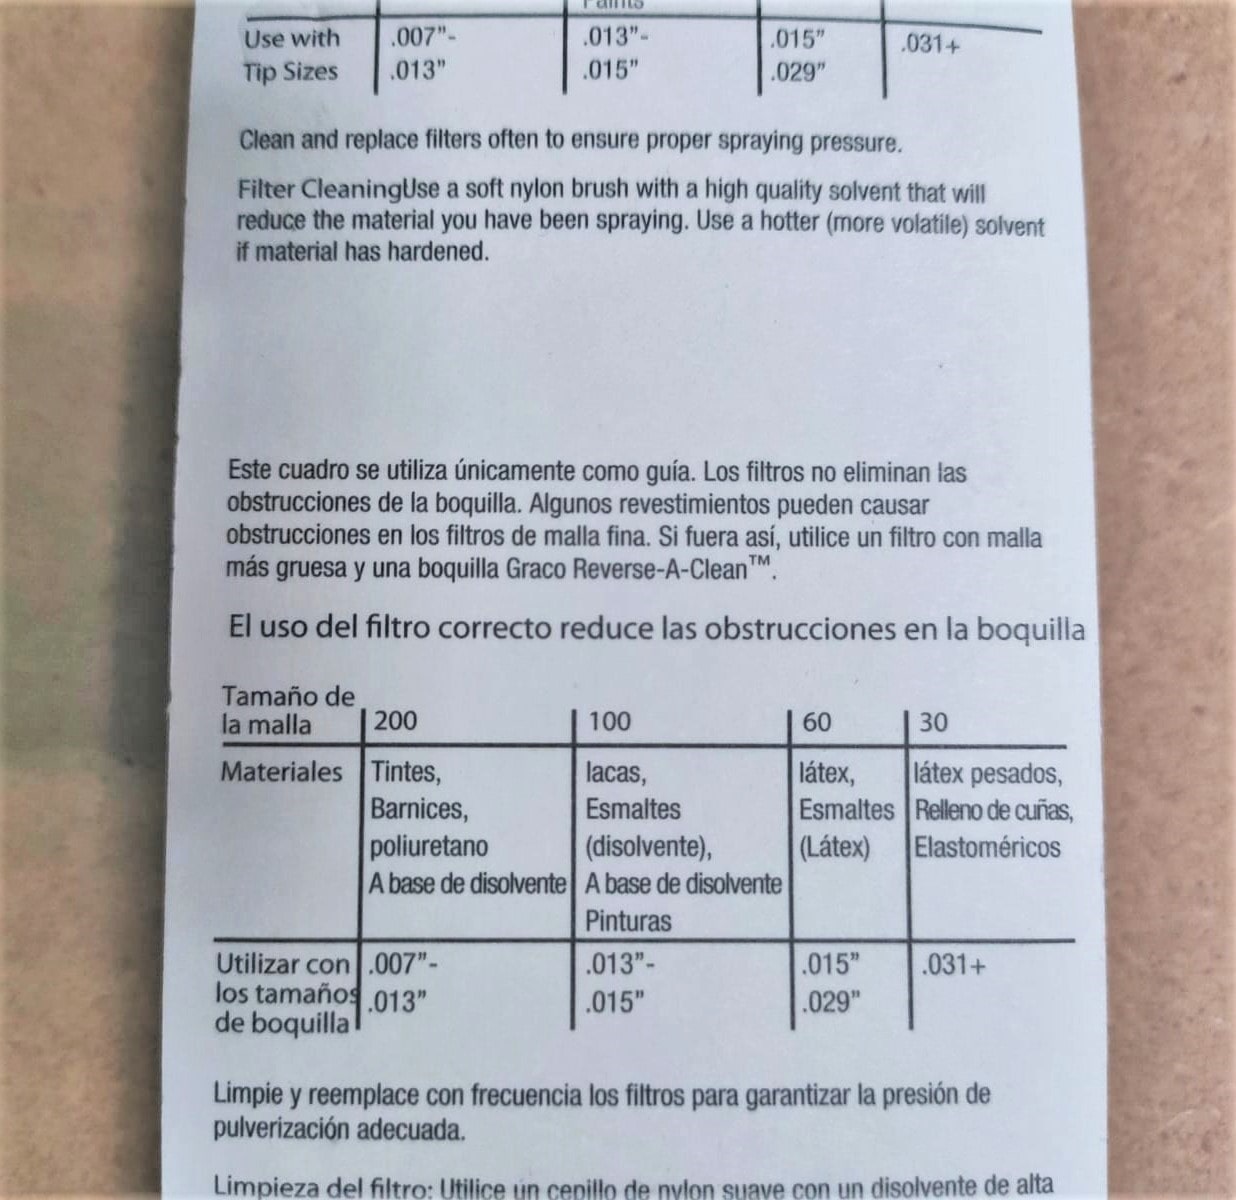 Paints
Use with .007"- .013"- .015" .031+
Tip Sizes .013" .015" .029"
Clean and replace filters often to ensure proper spraying pressure.
Filter CleaningUse a soft nylon brush with a high quality solvent that will
reduce the material you have been spraying. Use a hotter (more volatile) solvent
if material has hardened.
Este cuadro se utiliza únicamente como guía. Los filtros no eliminan las
obstrucciones de la boquilla. Algunos revestimientos pueden causar
obstrucciones en los filtros de malla fina. Si fuera así, utilice un filtro con malla
más gruesa y una boquilla Graco Reverse-A-Clean™.
El uso del filtro correcto reduce las obstrucciones en la boquilla
Tamaño de
la malla 200 100 60 30
Materiales Tintes, lacas, látex, látex pesados,
Barnices, Esmaltes Esmaltes Relleno de cuñas,
poliuretano (disolvente), (Látex) Elastoméricos
A base de disolvente A base de disolvente
Pinturas
Utilizar con .007"- .013"- .015" .031+
los tamaños .013" .015" .029"
de boquilla
Limpie y reemplace con frecuencia los filtros para garantizar la presión de
pulverización adecuada.
Limpieza del filtro: Utilice un cepillo de nylon suave con un disolvente de alta